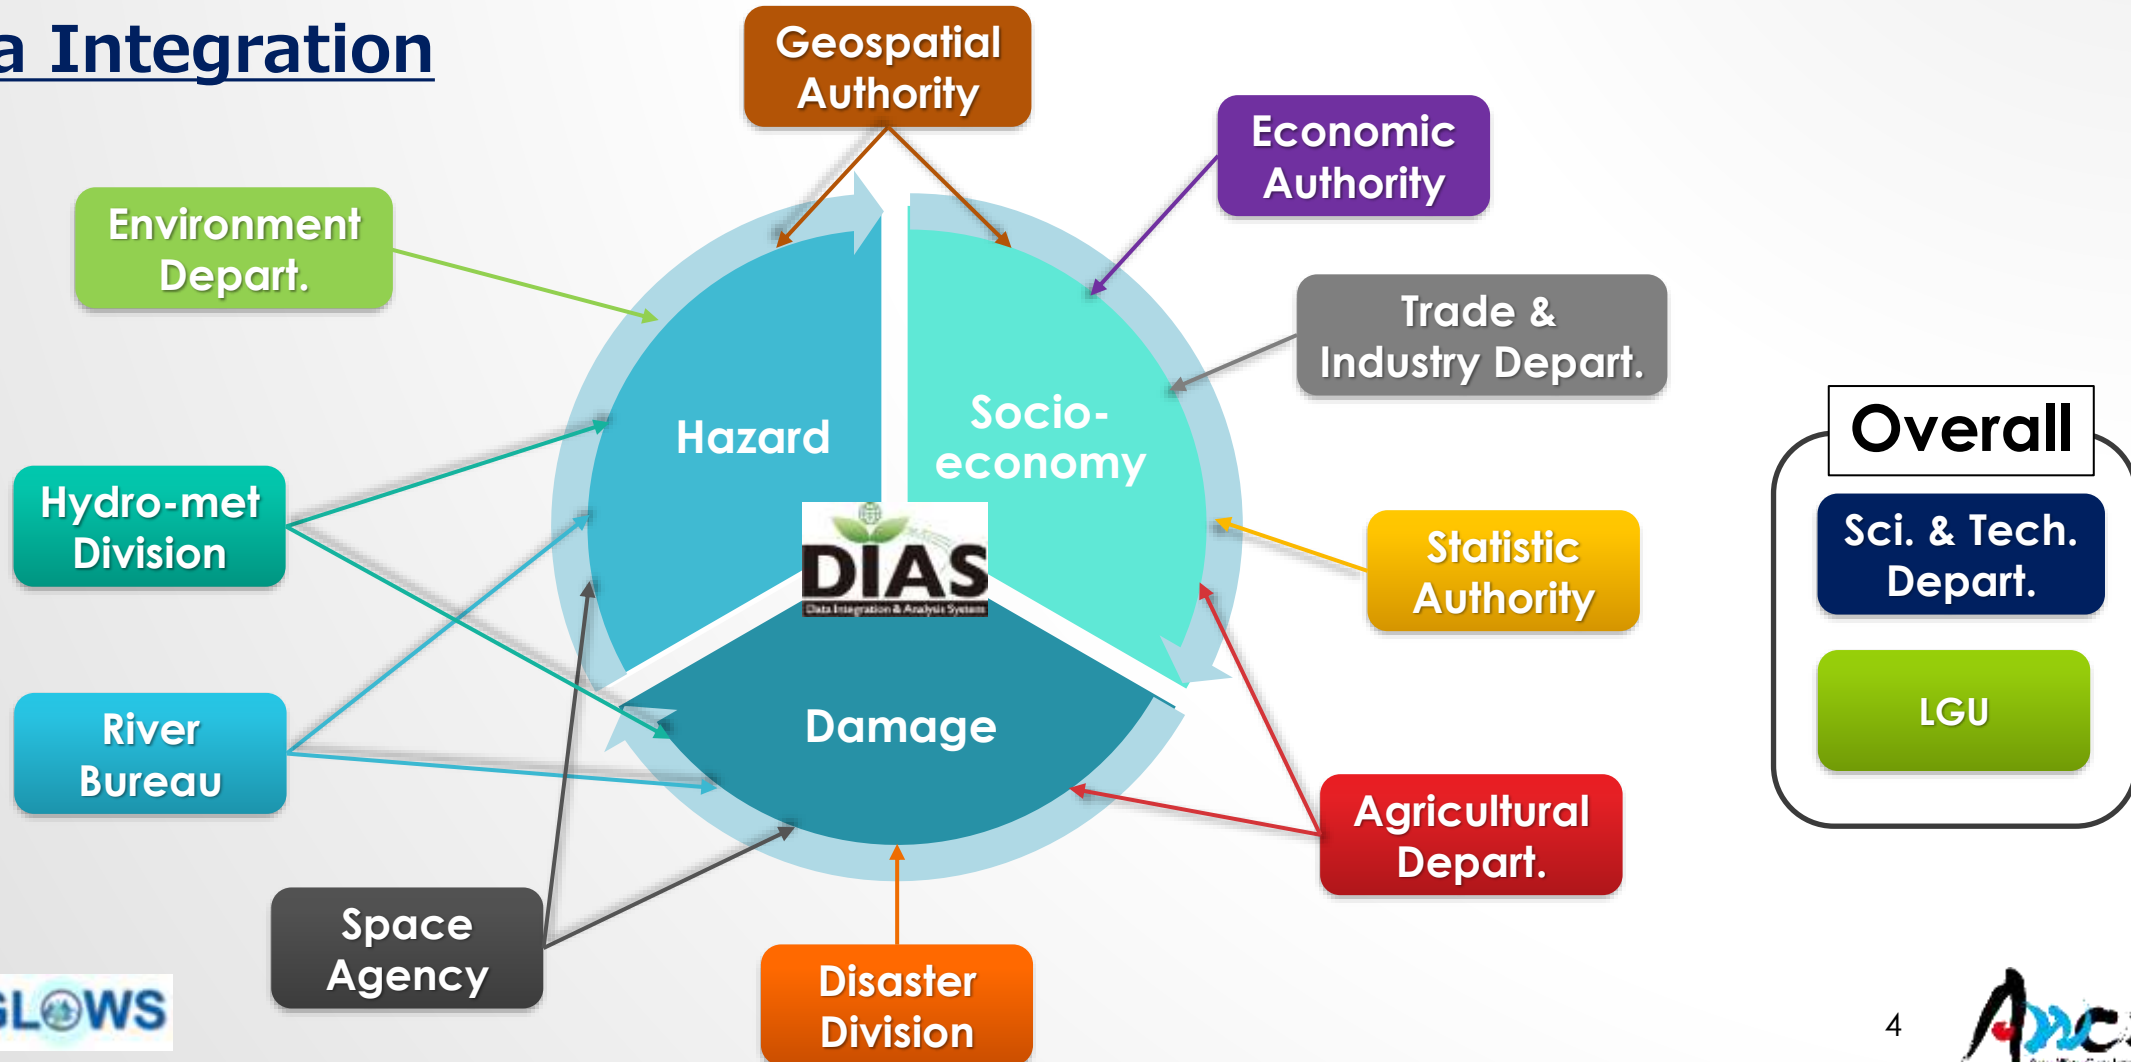 a Integration
Geospatial
Authority
Economic
Authority
Environment
Depart.
Trade &
Industry Depart.
Hazard
Socio-
economy
Overall
Hydro-met
Division
Sci. & Tech.
Depart.
Statistic
Authority
DIAS
Data Integration & Analysis System
LGU
River
Bureau
Damage
Agricultural
Depart.
Space
Agency
Disaster
Division
GLOWS
4